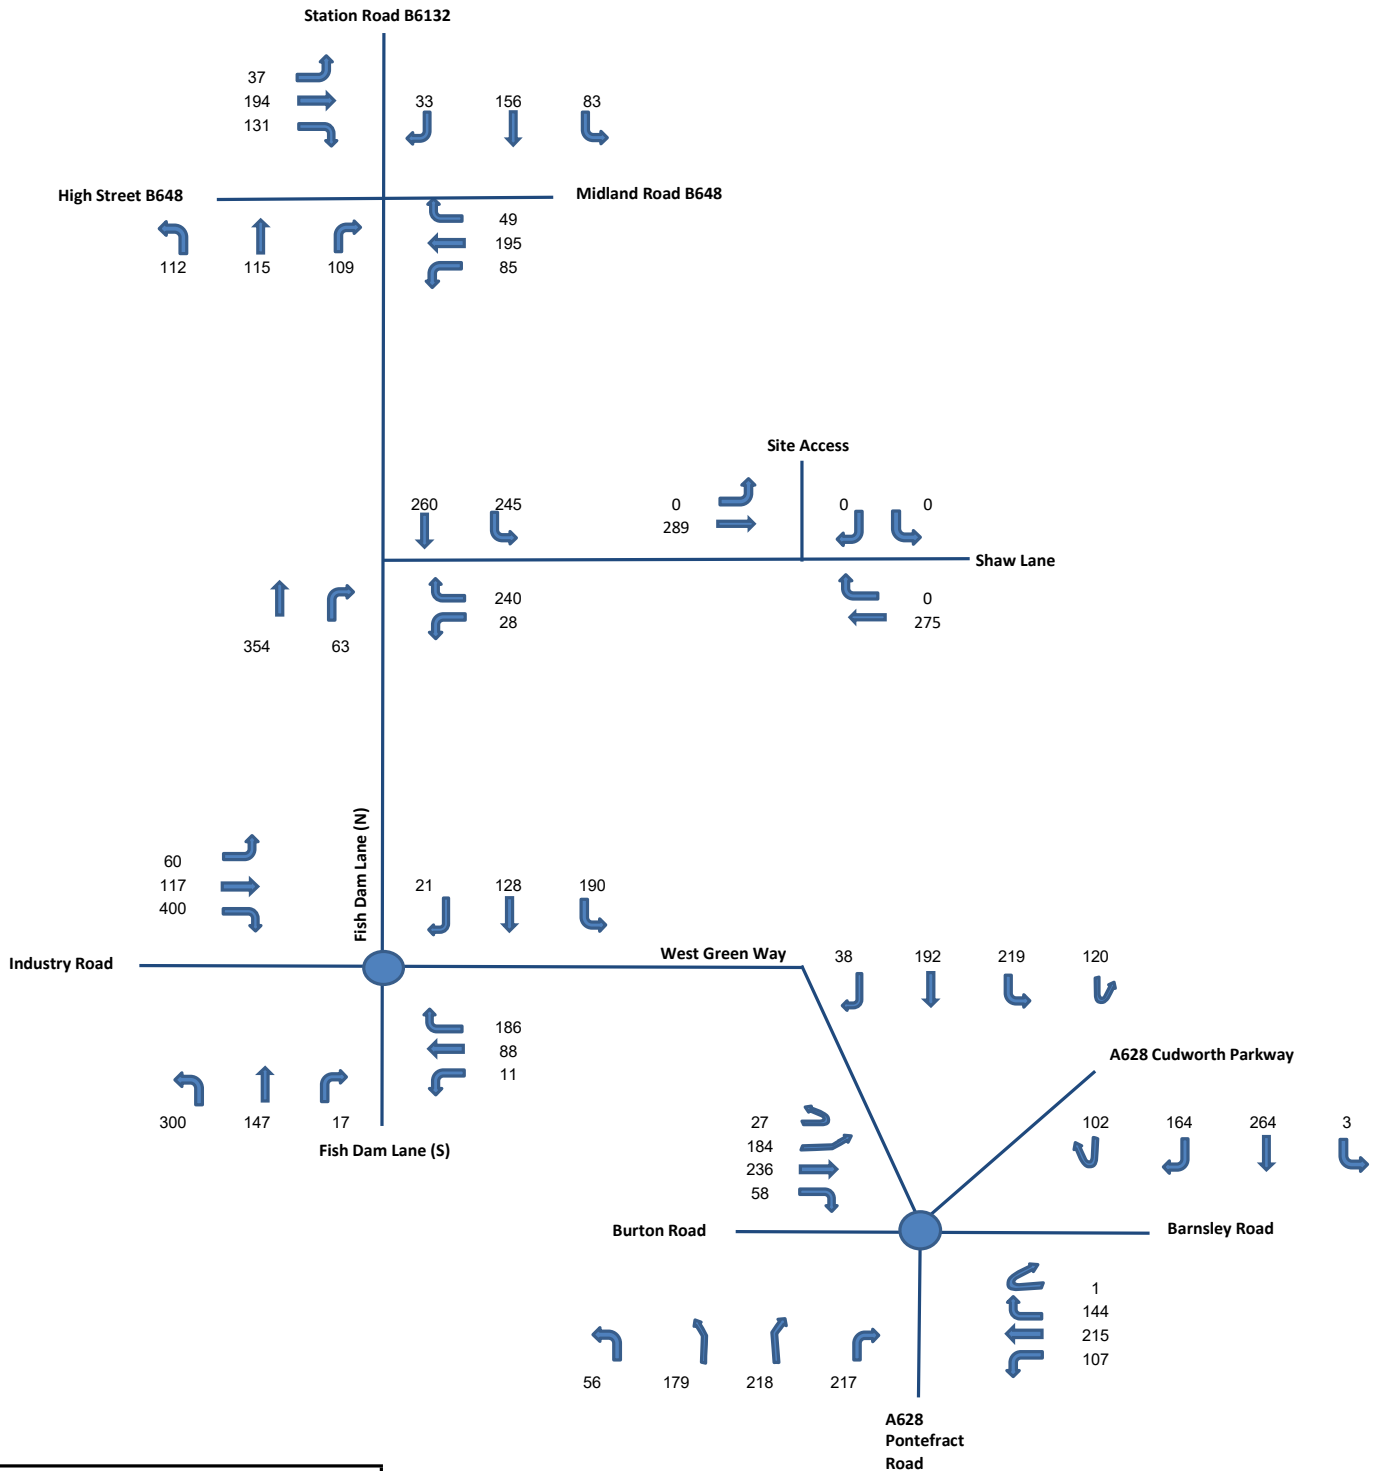 Station Road B6132
37
194
131
33 156 83
High Street B648
Midland Road B648
49
195
85
112 115 109
Site Access
260 245
0
289
0 0
Shaw Lane
240
28
0
275
354 63
Fish Dam Lane (N)
60
117
400
21 128 190
Industry Road
West Green Way
38 192 219 120
186
88
11
A628 Cudworth Parkway
300 147 17
Fish Dam Lane (S)
27
184
236
58
102 164 264 3
Burton Road
Barnsley Road
1
144
215
107
56 179 218 217
A628
Pontefract
Road